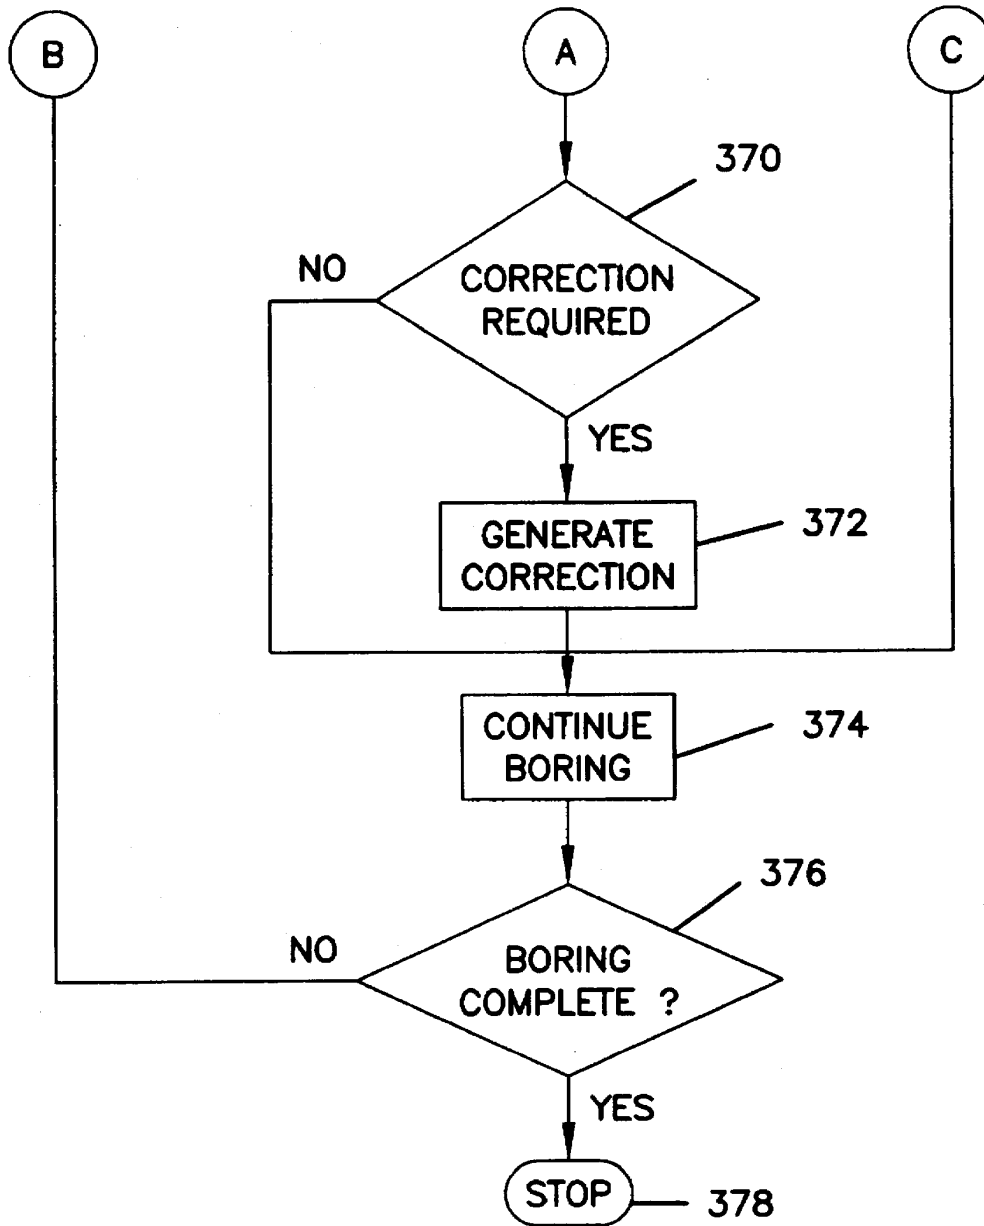 B
A
C
370
NO
CORRECTION
REQUIRED
YES
372
GENERATE
CORRECTION
374
CONTINUE
BORING
376
NO
BORING
COMPLETE ?
YES
STOP
378